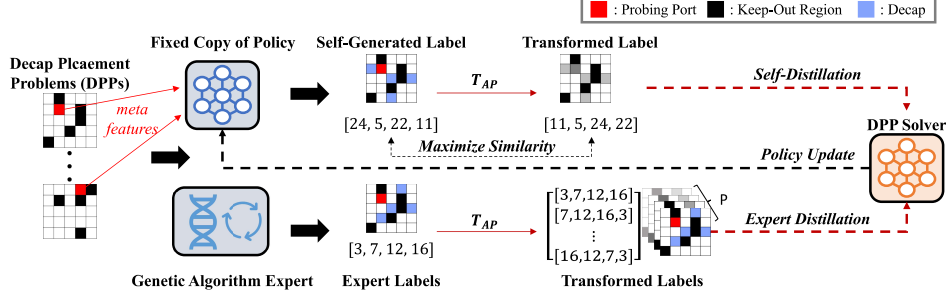 : Probing Port : Keep-Out Region : Decap
Decap Plcaement
Problems (DPPs)
meta
features
Fixed Copy of Policy
Self-Generated Label
Transformed Label
T_AP
[24, 5, 22, 11]
[11, 5, 24, 22]
Maximize Similarity
Self-Distillation
DPP Solver
Policy Update
Genetic Algorithm Expert
[3, 7, 12, 16]
Expert Labels
T_AP
[3,7,12,16]
[7,12,16,3]
⋮
[16,12,7,3]
P
Transformed Labels
Expert Distillation